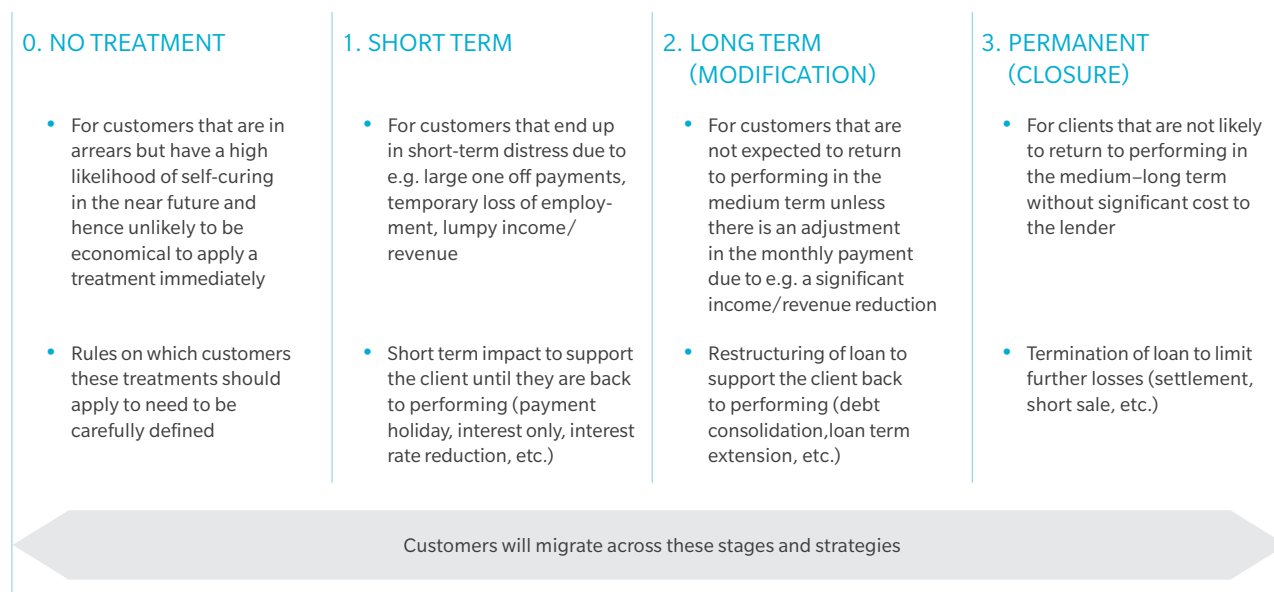 0. NO TREATMENT
• For customers that are in
arrears but have a high
likelihood of self-curing
in the near future and
hence unlikely to be
economical to apply a
treatment immediately
• Rules on which customers
these treatments should
apply to need to be
carefully defined
1. SHORT TERM
• For customers that end up
in short-term distress due to
e.g. large one off payments,
temporary loss of employ-
ment, lumpy income/
revenue
• Short term impact to support
the client until they are back
to performing (payment
holiday, interest only, interest
rate reduction, etc.)
2. LONG TERM
(MODIFICATION)
• For customers that are
not expected to return
to performing in the
medium term unless
there is an adjustment
in the monthly payment
due to e.g. a significant
income/revenue reduction
• Restructuring of loan to
support the client back
to performing (debt
consolidation,loan term
extension, etc.)
3. PERMANENT
(CLOSURE)
• For clients that are not likely
to return to performing in
the medium–long term
without significant cost to
the lender
• Termination of loan to limit
further losses (settlement,
short sale, etc.)
Customers will migrate across these stages and strategies